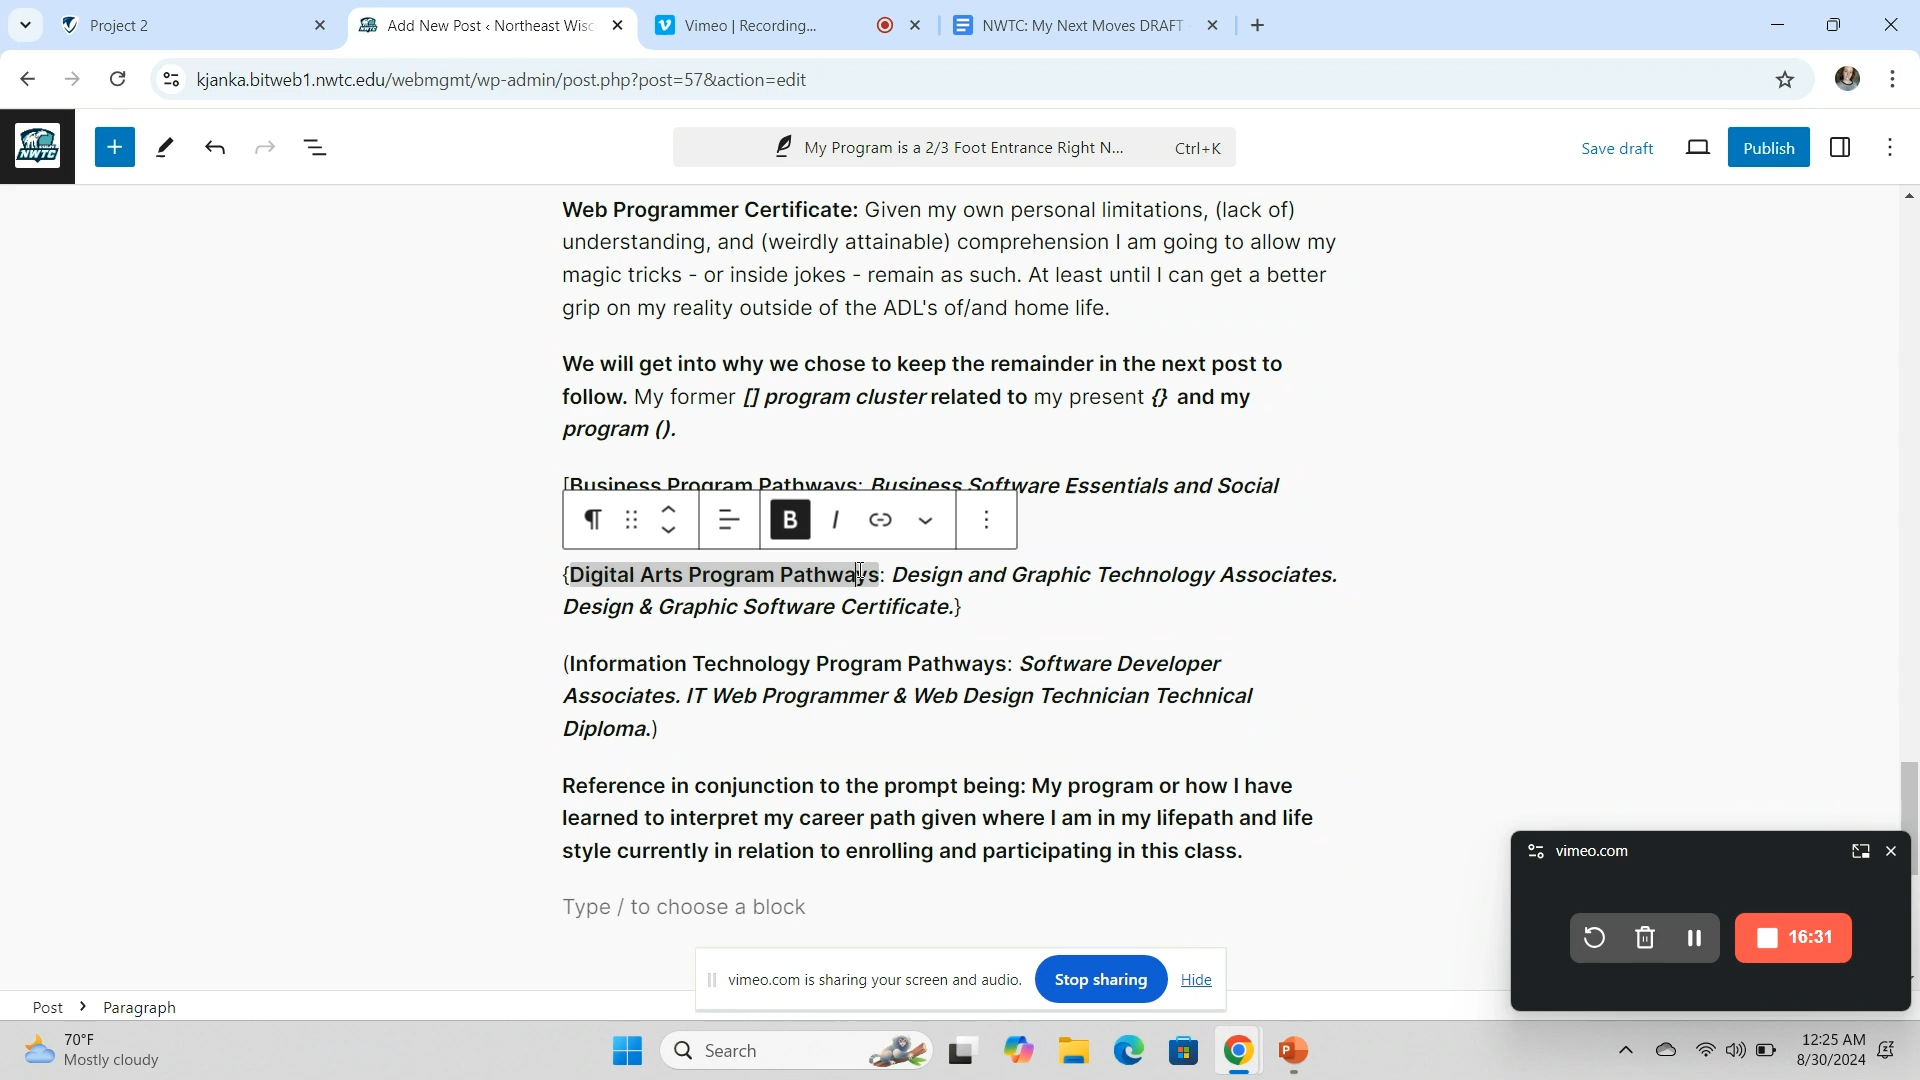 Project 2
Add New Post ‹ Northeast Wisc
Vimeo | Recording...
NWTC: My Next Moves DRAFT
kjanka.bitweb1.nwtc.edu/webmgmt/wp-admin/post.php?post=57&action=edit
NWTC
My Program is a 2/3 Foot Entrance Right N...
Ctrl+K
Save draft
Publish
Web Programmer Certificate: Given my own personal limitations, (lack of)
understanding, and (weirdly attainable) comprehension I am going to allow my
magic tricks - or inside jokes - remain as such. At least until I can get a better
grip on my reality outside of the ADL's of/and home life.
We will get into why we chose to keep the remainder in the next post to
follow. My former [] program cluster related to my present {} and my
program ().
[Business Program Pathways: Business Software Essentials and Social
B I
{Digital Arts Program Pathways: Design and Graphic Technology Associates.
Design & Graphic Software Certificate.}
(Information Technology Program Pathways: Software Developer
Associates. IT Web Programmer & Web Design Technician Technical
Diploma.)
Reference in conjunction to the prompt being: My program or how I have
learned to interpret my career path given where I am in my lifepath and life
style currently in relation to enrolling and participating in this class.
Type / to choose a block
vimeo.com
16:31
vimeo.com is sharing your screen and audio.
Stop sharing
Hide
Post
Paragraph
70°F
Mostly cloudy
Search
12:25 AM
8/30/2024